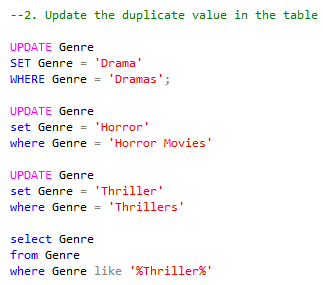 --2. Update the duplicate value in the table
UPDATE Genre
SET Genre = 'Drama'
WHERE Genre = 'Dramas';
UPDATE Genre
set Genre = 'Horror'
where Genre = 'Horror Movies'
UPDATE Genre
set Genre = 'Thriller'
where Genre = 'Thrillers'
select Genre
from Genre
where Genre like '%Thriller%'